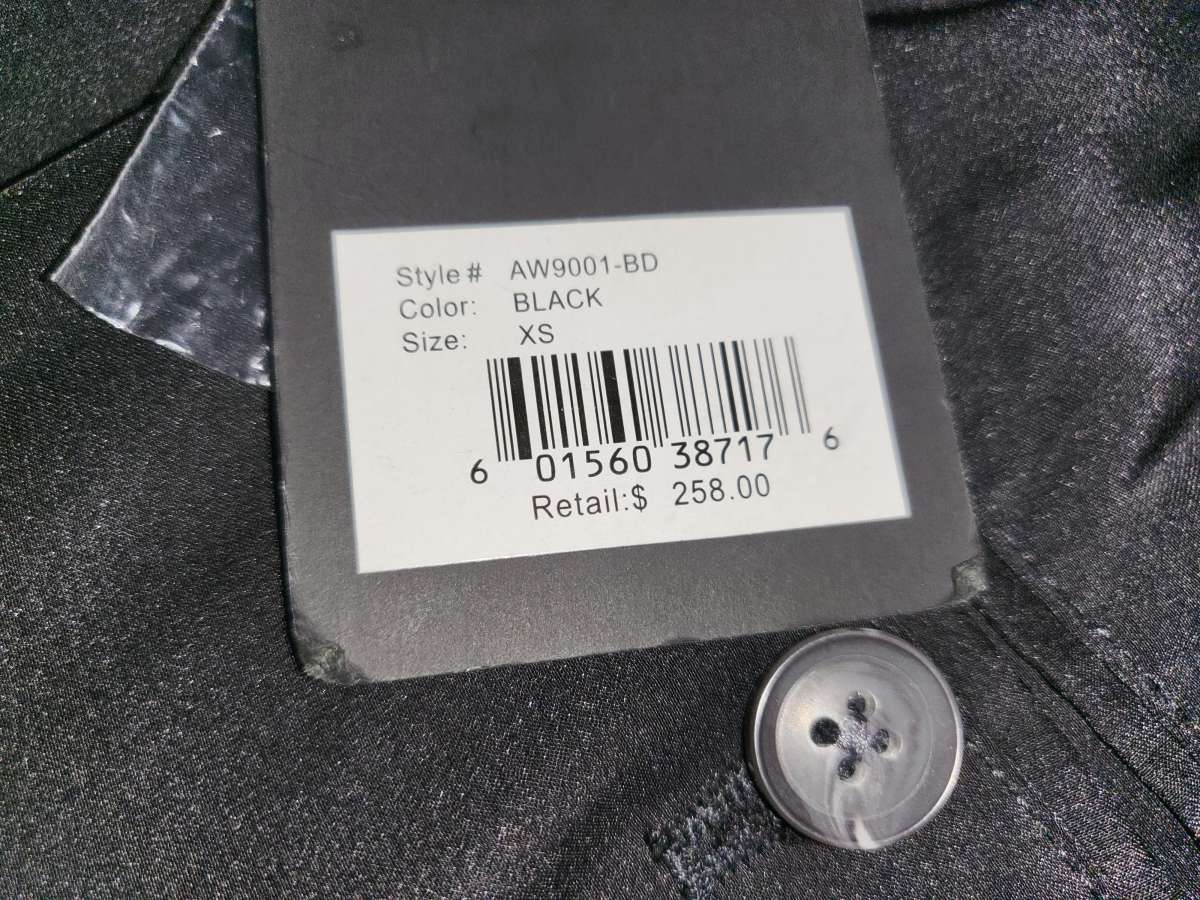 Style # AW9001-BD
Color: BLACK
Size: XS
6 01560 38717 6
Retail:$ 258.00